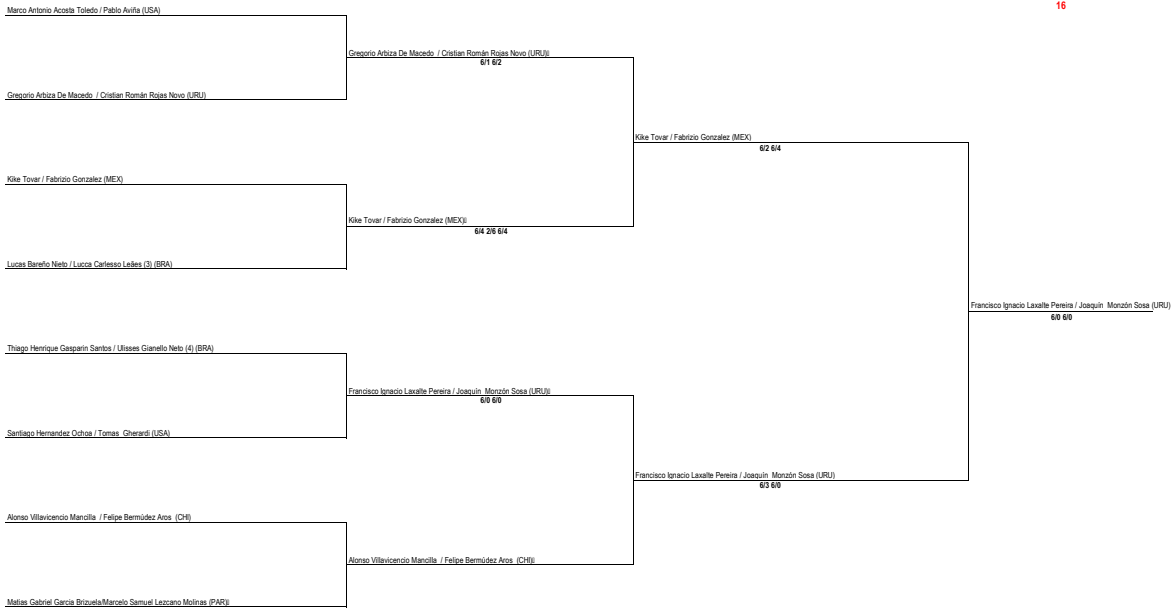 16
Marco Antonio Acosta Toledo / Pablo Aviña (USA)
Gregorio Arbiza De Macedo / Cristian Román Rojas Novo (URU)
6/1 6/2
Gregorio Arbiza De Macedo / Cristian Román Rojas Novo (URU)
Kike Tovar / Fabrizio Gonzalez (MEX)
6/2 6/4
Kike Tovar / Fabrizio Gonzalez (MEX)
Kike Tovar / Fabrizio Gonzalez (MEX)
6/4 2/6 6/4
Lucas Bareño Nieto / Lucca Carlesso Leães (3) (BRA)
Francisco Ignacio Laxalte Pereira / Joaquín Monzón Sosa (URU)
6/0 6/0
Thiago Henrique Gasparin Santos / Ulisses Gianello Neto (4) (BRA)
Francisco Ignacio Laxalte Pereira / Joaquín Monzón Sosa (URU)
6/0 6/0
Santiago Hernandez Ochoa / Tomas Gherardi (USA)
Francisco Ignacio Laxalte Pereira / Joaquín Monzón Sosa (URU)
6/3 6/0
Alonso Villavicencio Mancilla / Felipe Bermúdez Aros (CHI)
Alonso Villavicencio Mancilla / Felipe Bermúdez Aros (CHI)
Matias Gabriel Garcia Brizuela/Marcelo Samuel Lezcano Molinas (PAR)